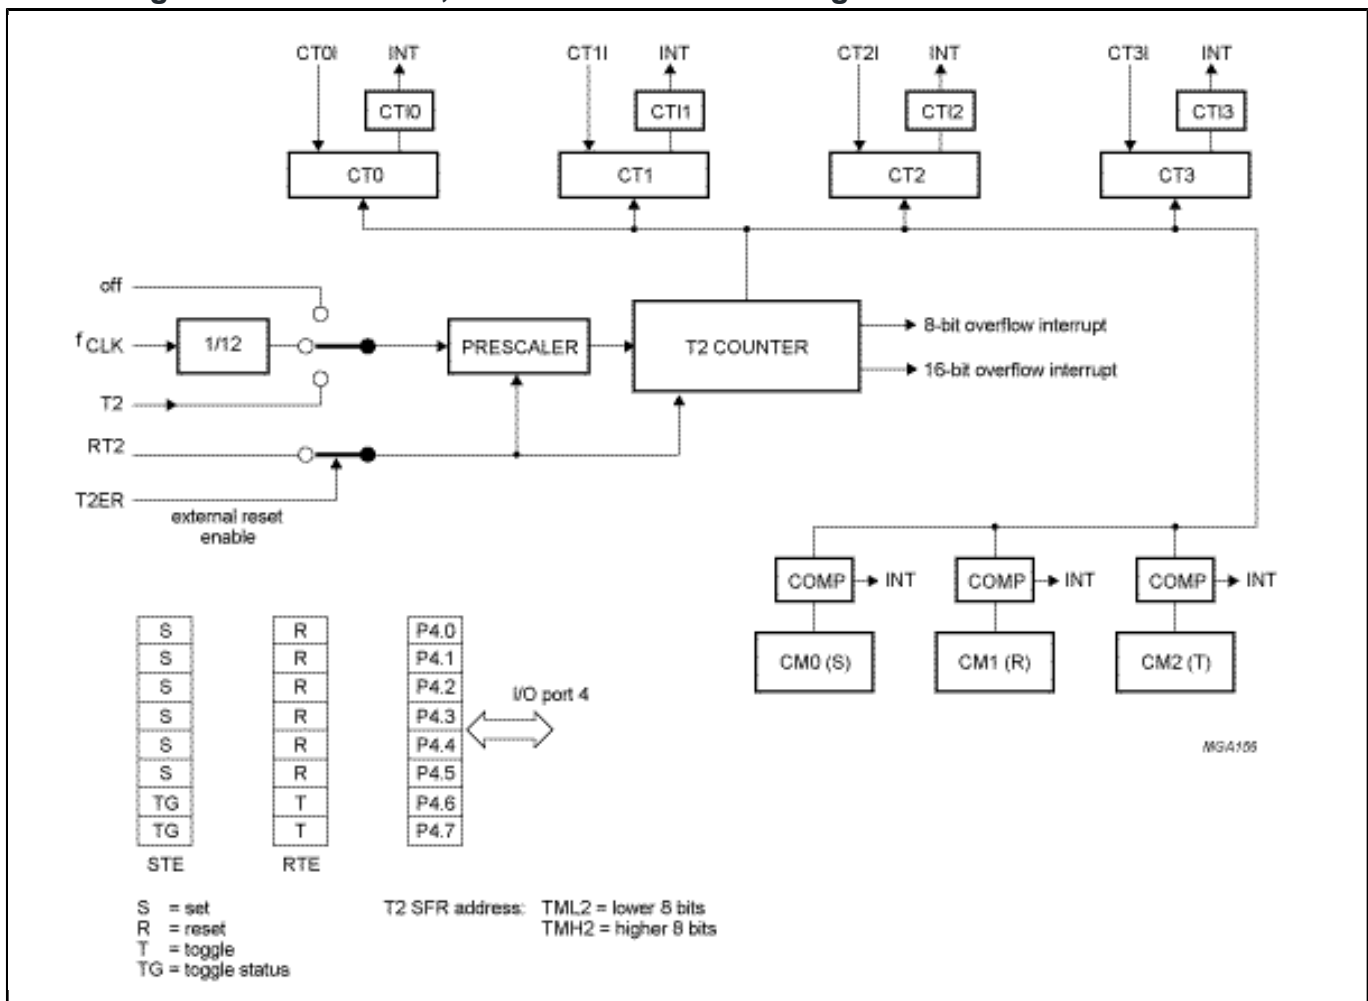 CT0I INT CT1I INT CT2I INT CT3I INT
CTI0 CTI1 CTI2 CTI3
CT0 CT1 CT2 CT3
off
f CLK 1/12 PRESCALER T2 COUNTER
8-bit overflow interrupt
16-bit overflow interrupt
T2
RT2
T2ER
external reset
enable
COMP INT COMP INT COMP INT
CM0 (S) CM1 (R) CM2 (T)
S R P4.0
S R P4.1
S R P4.2
I/O port 4
S R P4.3
S R P4.4
S R P4.5
TG T P4.6
TG T P4.7
STE RTE
MGA166
S = set
R = reset
T = toggle
TG = toggle status
T2 SFR address: TML2 = lower 8 bits
TMH2 = higher 8 bits